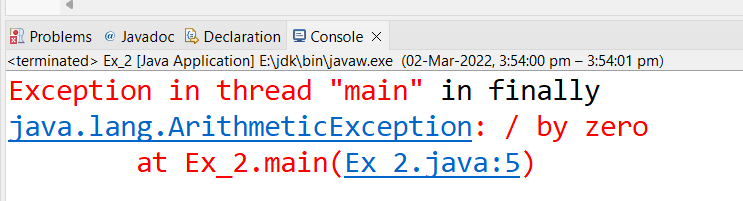 Problems @ Javadoc Declaration Console
<terminated> Ex_2 [Java Application] E:\jdk\bin\javaw.exe (02-Mar-2022, 3:54:00 pm – 3:54:01 pm)
Exception in thread "main" in finally
java.lang.ArithmeticException: / by zero
at Ex_2.main(Ex_2.java:5)